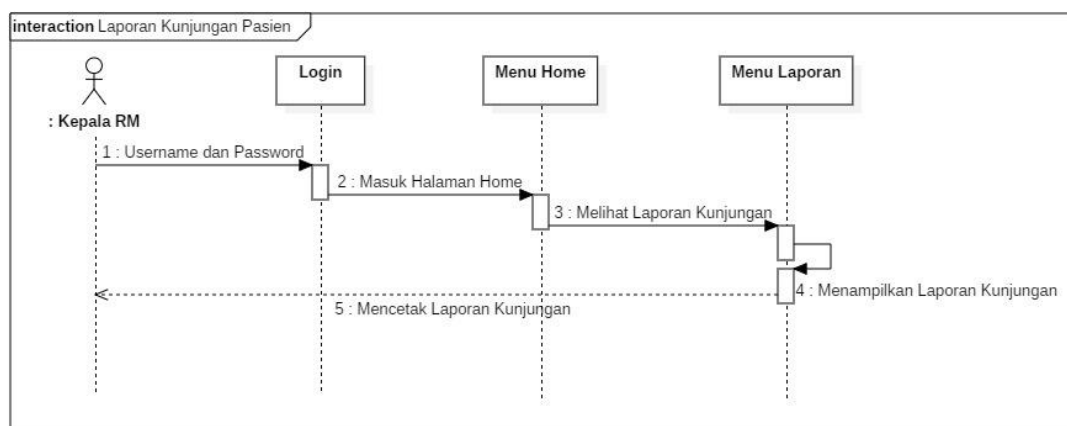 interaction Laporan Kunjungan Pasien
Login
Menu Home
Menu Laporan
: Kepala RM
1 : Username dan Password
2 : Masuk Halaman Home
3 : Melihat Laporan Kunjungan
4 : Menampilkan Laporan Kunjungan
5 : Mencetak Laporan Kunjungan